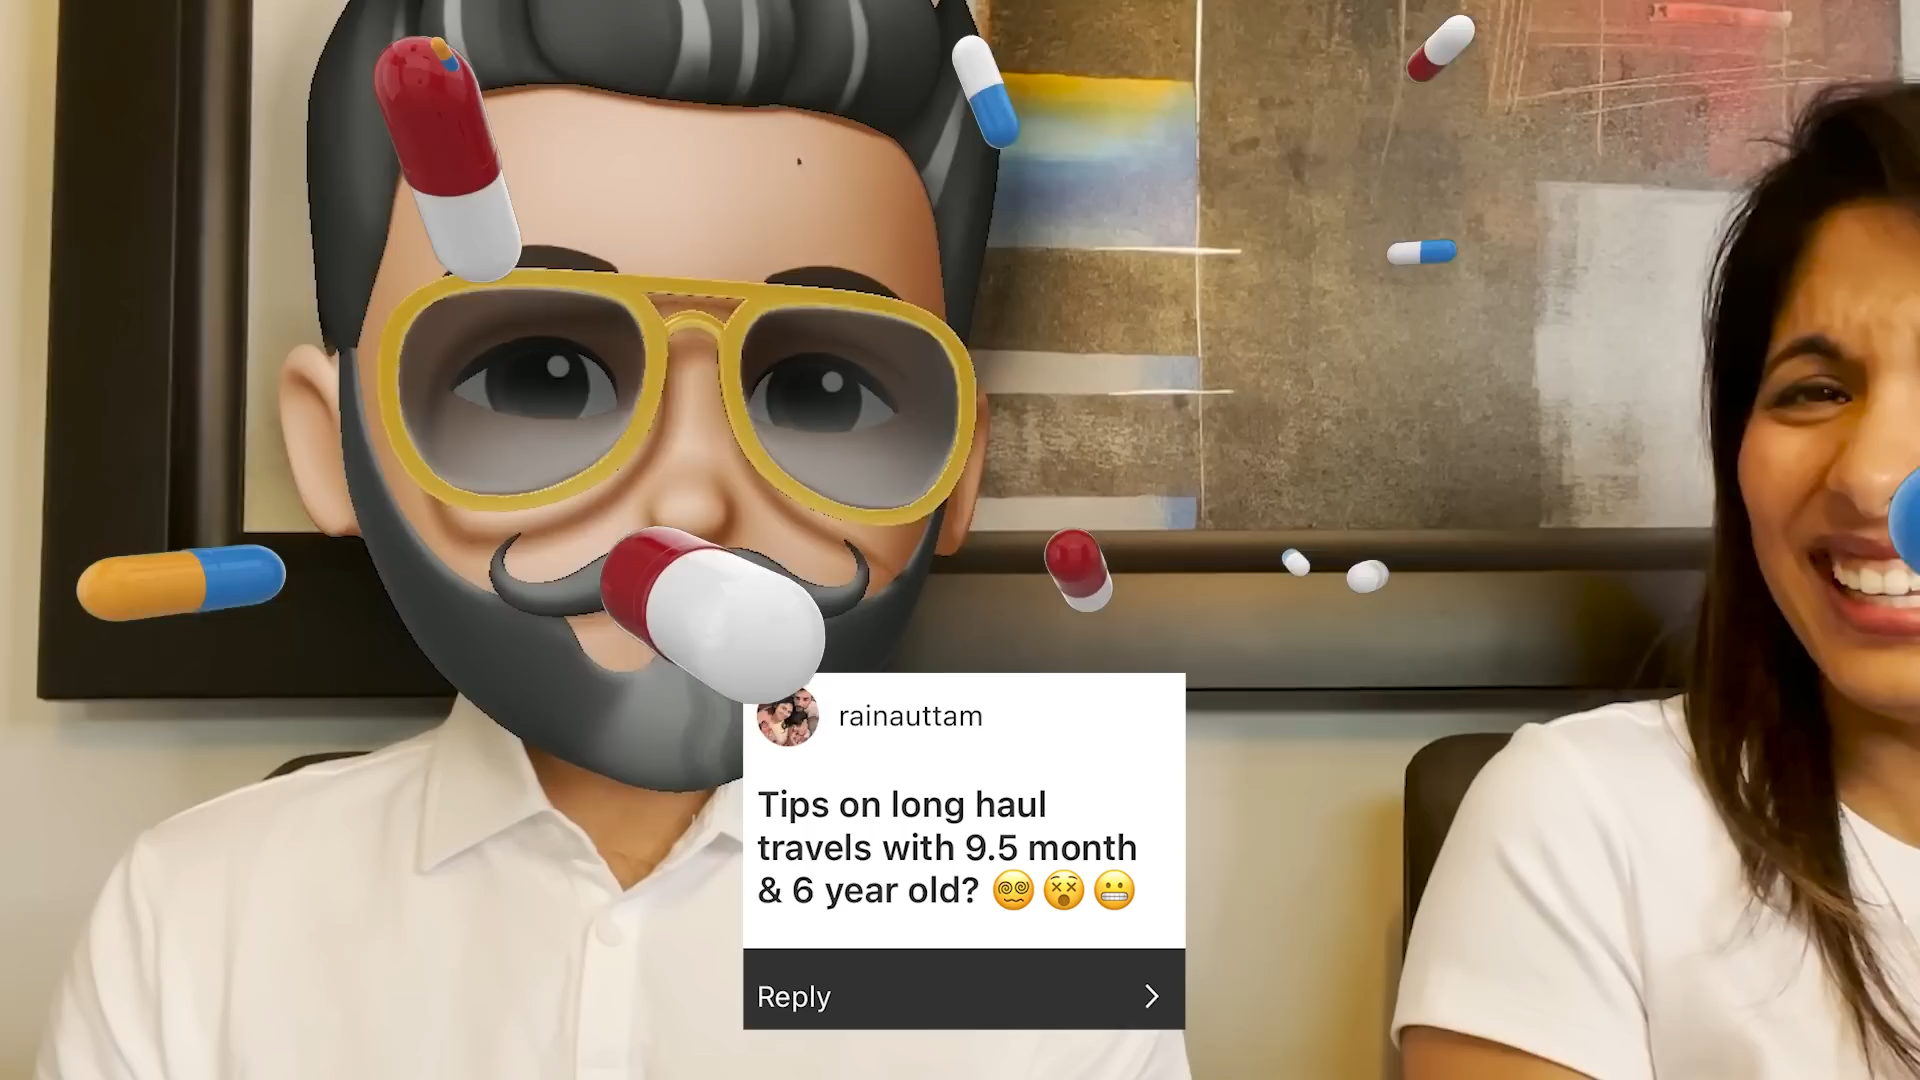 rainauttam
Tips on long haul
travels with 9.5 month
& 6 year old? 😵‍💫 😵 😬
Reply